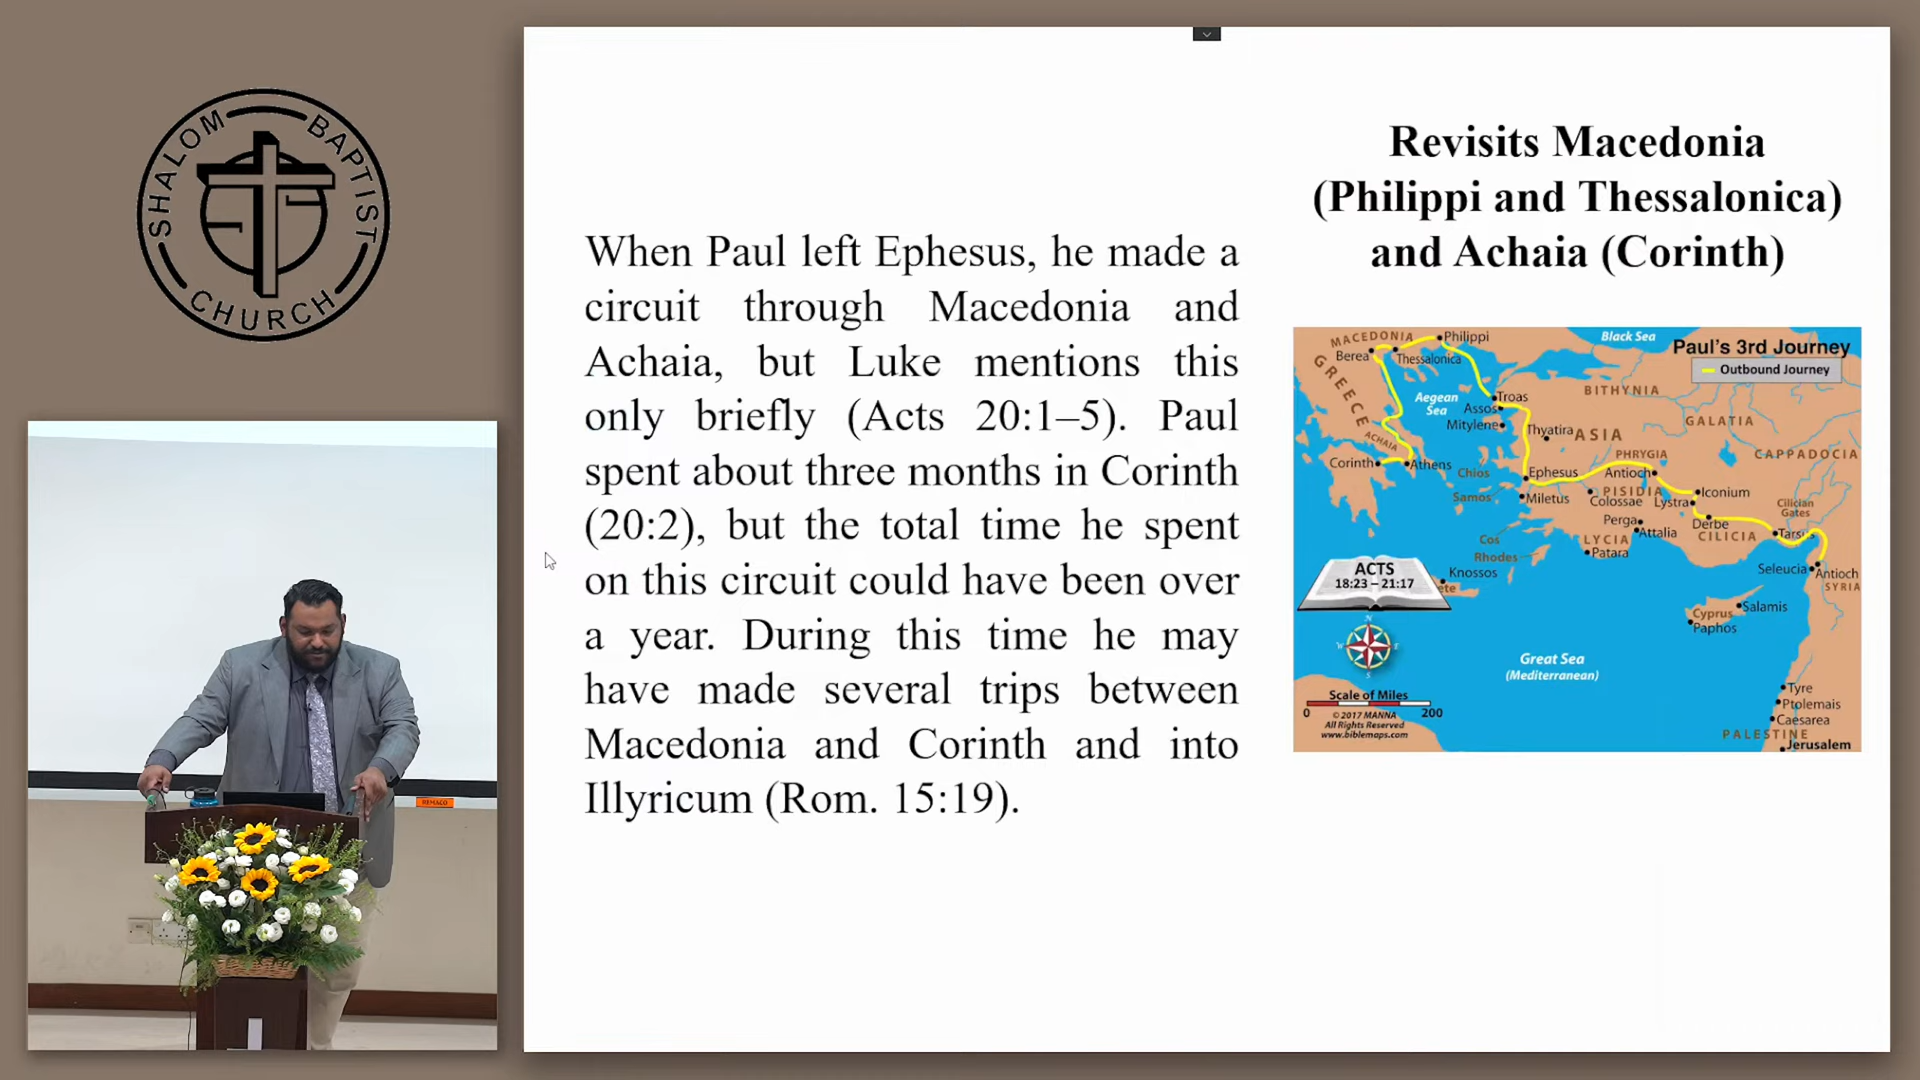 SHALOM BAPTIST CHURCH
When Paul left Ephesus, he made a
circuit through Macedonia and
Achaia, but Luke mentions this
only briefly (Acts 20:1–5). Paul
spent about three months in Corinth
(20:2), but the total time he spent
on this circuit could have been over
a year. During this time he may
have made several trips between
Macedonia and Corinth and into
Illyricum (Rom. 15:19).
Revisits Macedonia
(Philippi and Thessalonica)
and Achaia (Corinth)
Paul's 3rd Journey
Outbound Journey
Black Sea
MACEDONIA
Philippi
Berea
Thessalonica
GREECE
BITHYNIA
Aegean
Sea
Troas
Assos
Mitylene
GALATIA
Thyatira
ASIA
ACHAIA
PHRYGIA
CAPPADOCIA
Corinth
Athens
Chios
Ephesus
Antioch
Samos
Miletus
PISIDIA
Colossae
Lystra
Iconium
Cilician
Gates
Perga
Attalia
Derbe
CILICIA
Tarsus
Cos
LYCIA
Rhodes
Patara
Knossos
ete
Seleucia
Antioch
SYRIA
ACTS
18:23 – 21:17
Cyprus
Salamis
Paphos
N
W
E
S
Great Sea
(Mediterranean)
Tyre
Ptolemais
Caesarea
PALESTINE
Jerusalem
Scale of Miles
0 200
© 2017 MANNA
All Rights Reserved
www.biblemaps.com
REMACO